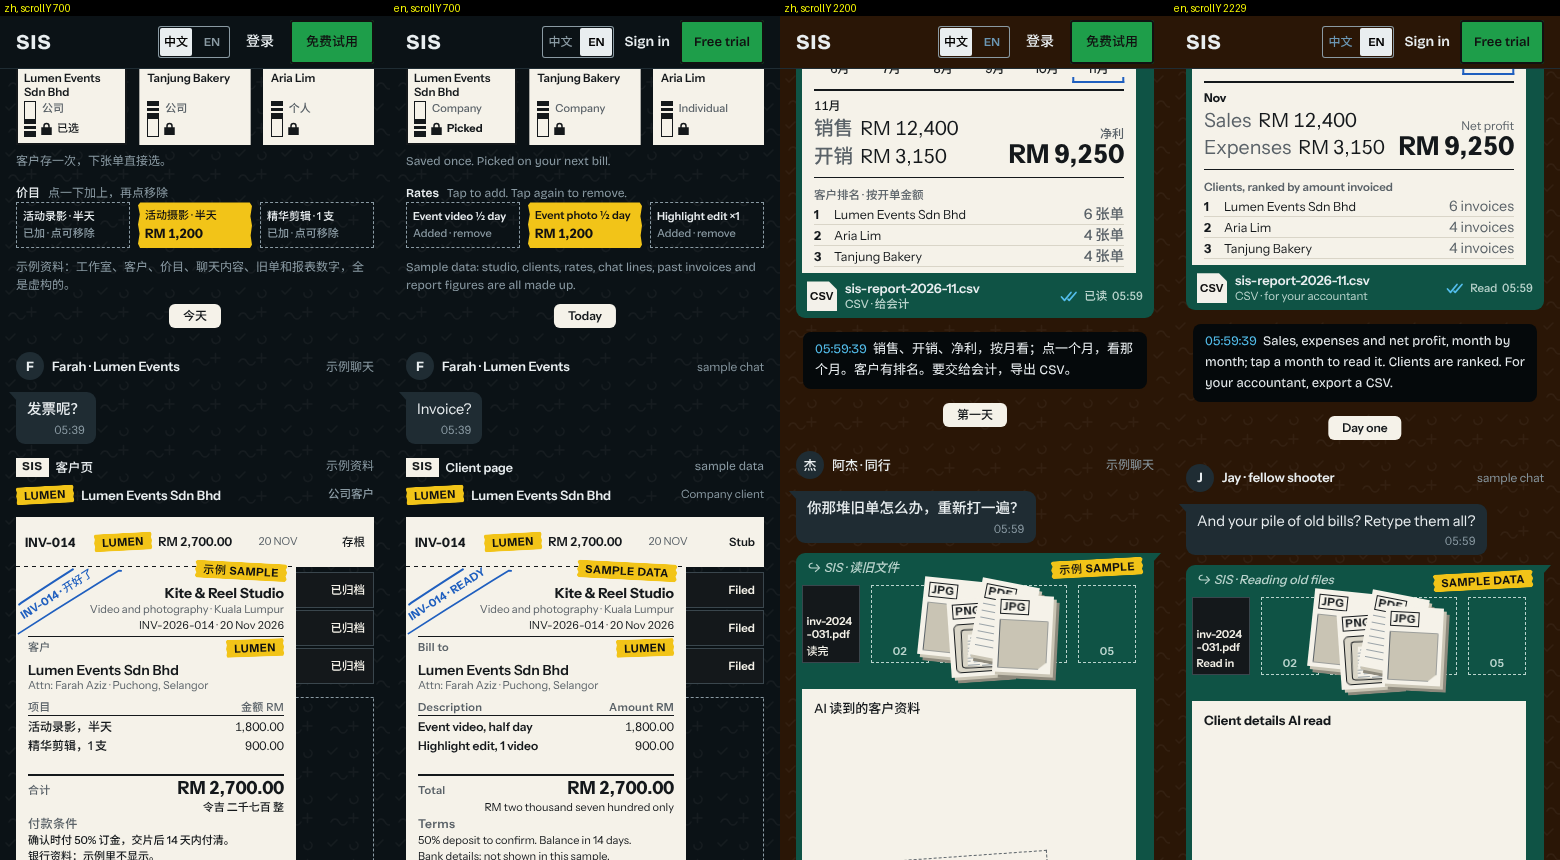 zh, scrollY 700
SIS
中文 EN
登录
免费试用
Lumen Events
Sdn Bhd
公司
已选
Tanjung Bakery
公司
Aria Lim
个人
客户存一次，下张单直接选。
价目 点一下加上，再点移除
活动录影·半天
已加·点可移除
活动摄影·半天
RM 1,200
精华剪辑·1支
已加·点可移除
示例资料：工作室、客户、价目、聊天内容、旧单和报表数字，全
是虚构的。
今天
F
Farah·Lumen Events
示例聊天
发票呢？
05:39
SIS 客户页
示例资料
LUMEN Lumen Events Sdn Bhd
公司客户
INV-014 LUMEN RM 2,700.00 20 NOV 存根
示例 SAMPLE
INV-014·开好了
Kite & Reel Studio
Video and photography·Kuala Lumpur
INV-2026-014·20 Nov 2026
已归档
已归档
已归档
客户
LUMEN
Lumen Events Sdn Bhd
Attn: Farah Aziz·Puchong, Selangor
项目 金额 RM
活动录影，半天 1,800.00
精华剪辑，1支 900.00
合计 RM 2,700.00
令吉 二千七百 整
付款条件
确认时付 50% 订金，交片后 14 天内付清。
银行资料：示例里不显示。
en, scrollY 700
SIS
中文 EN
Sign in
Free trial
Lumen Events
Sdn Bhd
Company
Picked
Tanjung Bakery
Company
Aria Lim
Individual
Saved once. Picked on your next bill.
Rates Tap to add. Tap again to remove.
Event video ½ day
Added·remove
Event photo ½ day
RM 1,200
Highlight edit ×1
Added·remove
Sample data: studio, clients, rates, chat lines, past invoices and
report figures are all made up.
Today
F
Farah·Lumen Events
sample chat
Invoice?
05:39
SIS Client page
sample data
LUMEN Lumen Events Sdn Bhd
Company client
INV-014 LUMEN RM 2,700.00 20 NOV Stub
SAMPLE DATA
INV-014·READY
Kite & Reel Studio
Video and photography·Kuala Lumpur
INV-2026-014·20 Nov 2026
Filed
Filed
Filed
Bill to
LUMEN
Lumen Events Sdn Bhd
Attn: Farah Aziz·Puchong, Selangor
Description Amount RM
Event video, half day 1,800.00
Highlight edit, 1 video 900.00
Total RM 2,700.00
RM two thousand seven hundred only
Terms
50% deposit to confirm. Balance in 14 days.
Bank details: not shown in this sample.
zh, scrollY 2200
SIS
中文 EN
登录
免费试用
6月 7月 8月 9月 10月 11月
11月
销售 RM 12,400
净利
开销 RM 3,150
RM 9,250
客户排名·按开单金额
1 Lumen Events Sdn Bhd 6 张单
2 Aria Lim 4 张单
3 Tanjung Bakery 4 张单
CSV
sis-report-2026-11.csv
CSV·给会计
已读 05:59
05:59:39 销售、开销、净利，按月看；点一个月，看那
个月。客户有排名。要交给会计，导出 CSV。
第一天
杰
阿杰·同行
示例聊天
你那堆旧单怎么办，重新打一遍？
05:59
SIS·读旧文件
示例 SAMPLE
inv-2024
-031.pdf
读完
02
JPG
PNG
PDF
JPG
05
AI 读到的客户资料
en, scrollY 2229
SIS
中文 EN
Sign in
Free trial
Nov
Sales RM 12,400
Net profit
Expenses RM 3,150
RM 9,250
Clients, ranked by amount invoiced
1 Lumen Events Sdn Bhd 6 invoices
2 Aria Lim 4 invoices
3 Tanjung Bakery 4 invoices
CSV
sis-report-2026-11.csv
CSV·for your accountant
Read 05:59
05:59:39 Sales, expenses and net profit, month by
month; tap a month to read it. Clients are ranked. For
your accountant, export a CSV.
Day one
J
Jay·fellow shooter
sample chat
And your pile of old bills? Retype them all?
05:59
SIS·Reading old files
SAMPLE DATA
inv-2024
-031.pdf
Read in
02
JPG
PNG
PDF
JPG
05
Client details AI read